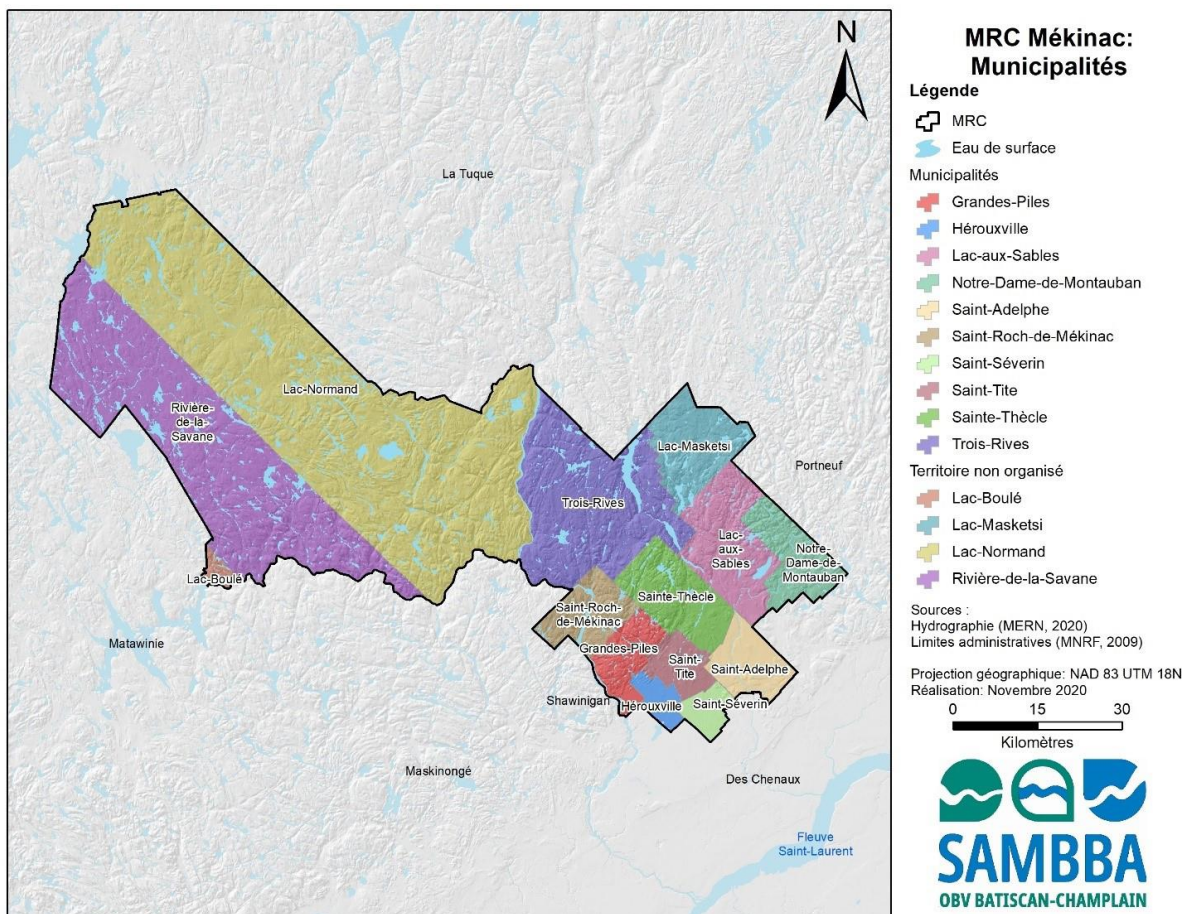 N
La Tuque
Lac-Normand
Rivière-
de-la-
Savane
Lac-Masketsi
Portneuf
Trois-Rives
Lac-
aux-
Sables
Notre-
Dame-de-
Montauban
Lac-Boulé
Sainte-Thècle
Saint-Roch-
de-Mékinac
Matawinie
Grandes-Piles
Saint-
Tite
Saint-Adelphe
Shawinigan
Hérouxville
Saint-Séverin
Maskinongé
Des Chenaux
Fleuve
Saint-Laurent
MRC Mékinac:
Municipalités
Légende
MRC
Eau de surface
Municipalités
Grandes-Piles
Hérouxville
Lac-aux-Sables
Notre-Dame-de-Montauban
Saint-Adelphe
Saint-Roch-de-Mékinac
Saint-Séverin
Saint-Tite
Sainte-Thècle
Trois-Rives
Territoire non organisé
Lac-Boulé
Lac-Masketsi
Lac-Normand
Rivière-de-la-Savane
Sources :
Hydrographie (MERN, 2020)
Limites administratives (MNRF, 2009)
Projection géographique: NAD 83 UTM 18N
Réalisation: Novembre 2020
0 15 30
Kilomètres
SAMBBA
OBV BATISCAN-CHAMPLAIN